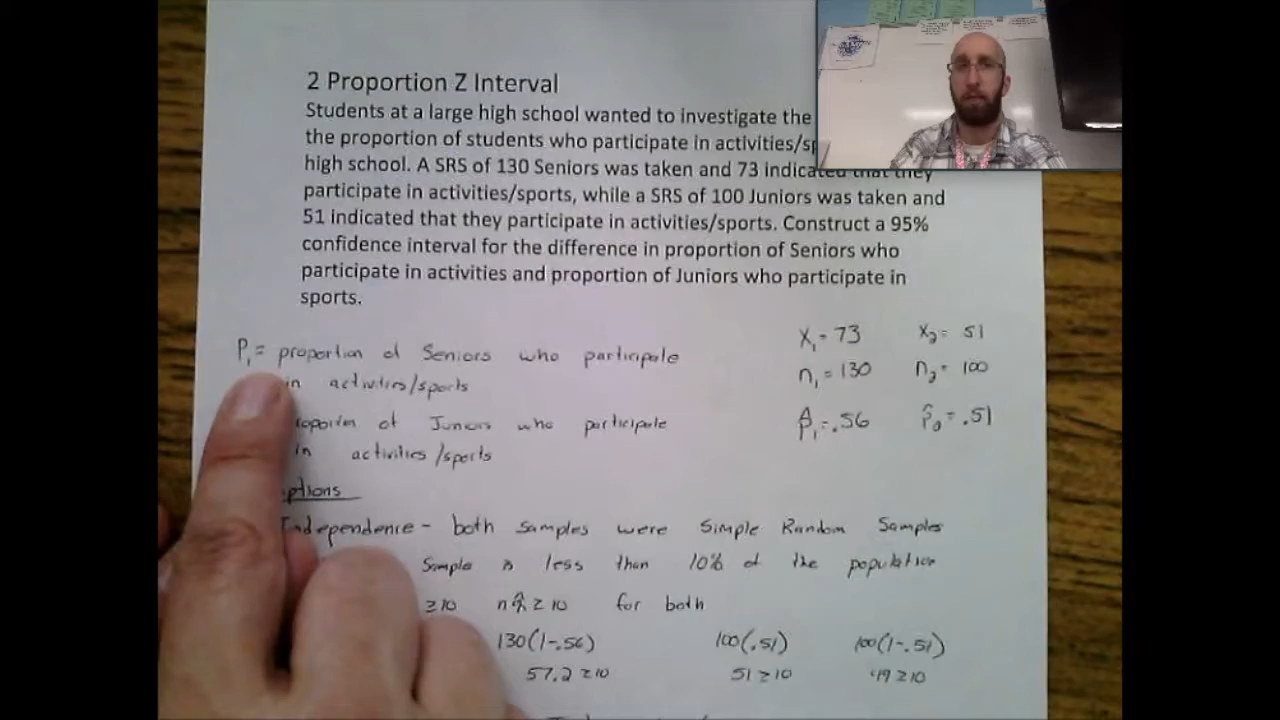 2 Proportion Z Interval
Students at a large high school wanted to investigate the
the proportion of students who participate in activities/sp
high school. A SRS of 130 Seniors was taken and 73 indicated that they
participate in activities/sports, while a SRS of 100 Juniors was taken and
51 indicated that they participate in activities/sports. Construct a 95%
confidence interval for the difference in proportion of Seniors who
participate in activities and proportion of Juniors who participate in
sports.
P₁ = proportion of Seniors who participate
in activities/sports
roportion of Juniors who participate
in activities/sports
X₁ = 73 X₂ = 51
n₁ = 130 n₂ = 100
p̂₁ = .56 p̂₂ = .51
ptions
Independence - both samples were Simple Random Samples
Sample is less than 10% of the population
≥10 nq̂ ≥ 10 for both
130(1-.56) 100(.51) 100(1-.51)
57.2 ≥10 51 ≥10 49 ≥10